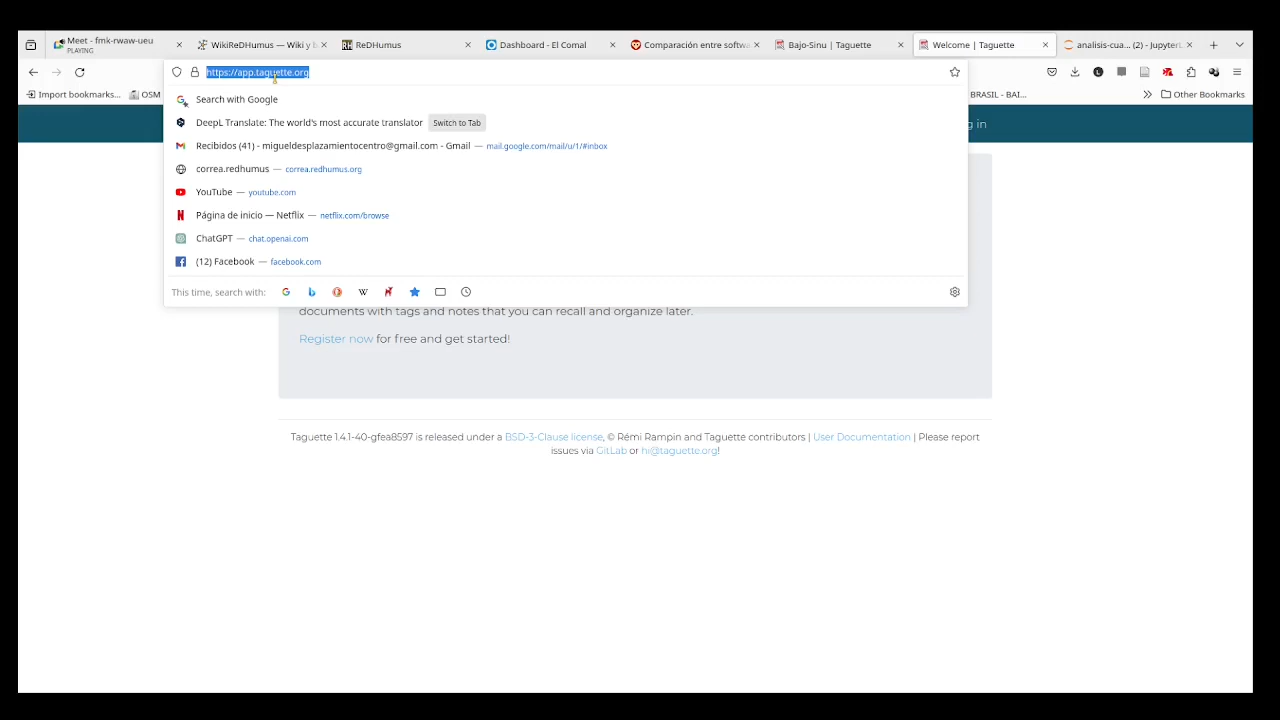 Meet - fmk-rwaw-ueu
PLAYING
WikiReDHumus — Wiki y b
ReDHumus
Dashboard - El Comal
Comparación entre softwa
Bajo-Sinu | Taguette
Welcome | Taguette
analisis-cua… (2) - JupyterL
https://app.taguette.org
Import bookmarks...
OSM
BRASIL - BAI…
Other Bookmarks
Search with Google
DeepL Translate: The world's most accurate translator Switch to Tab
g in
Recibidos (41) - migueldesplazamientocentro@gmail.com - Gmail — mail.google.com/mail/u/1/#inbox
correa.redhumus — correa.redhumus.org
YouTube — youtube.com
Página de inicio — Netflix — netflix.com/browse
ChatGPT — chat.openai.com
(12) Facebook — facebook.com
This time, search with:
documents with tags and notes that you can recall and organize later.
Register now for free and get started!
Taguette 1.4.1-40-gfea8597 is released under a BSD-3-Clause license, © Rémi Rampin and Taguette contributors | User Documentation | Please report
issues via GitLab or hi@taguette.org!